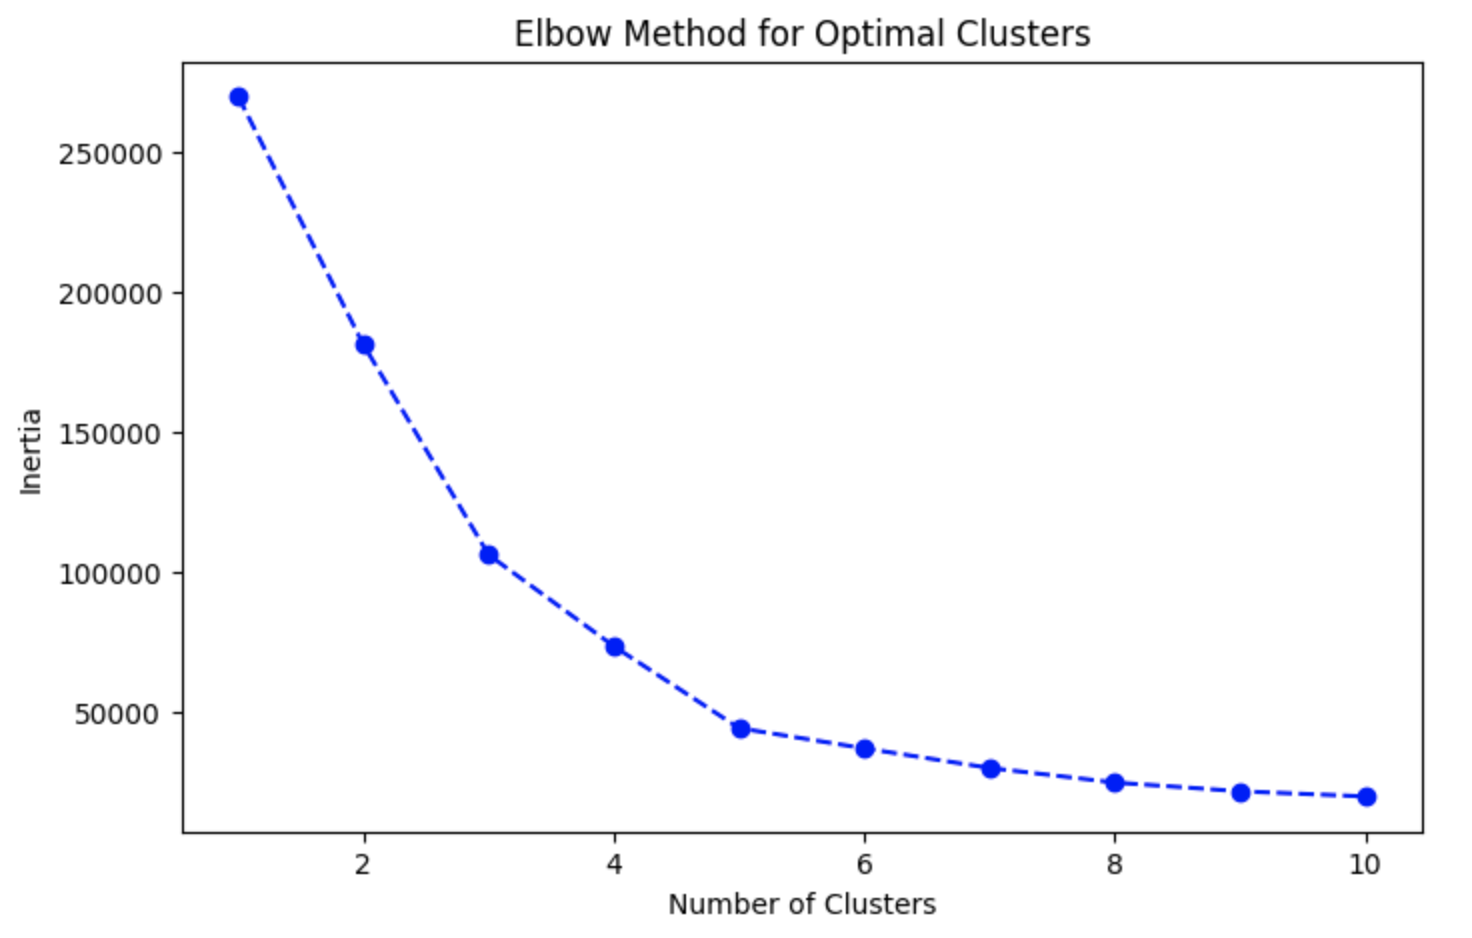 Elbow Method for Optimal Clusters
250000
200000
150000
100000
50000
Inertia
2 4 6 8 10
Number of Clusters